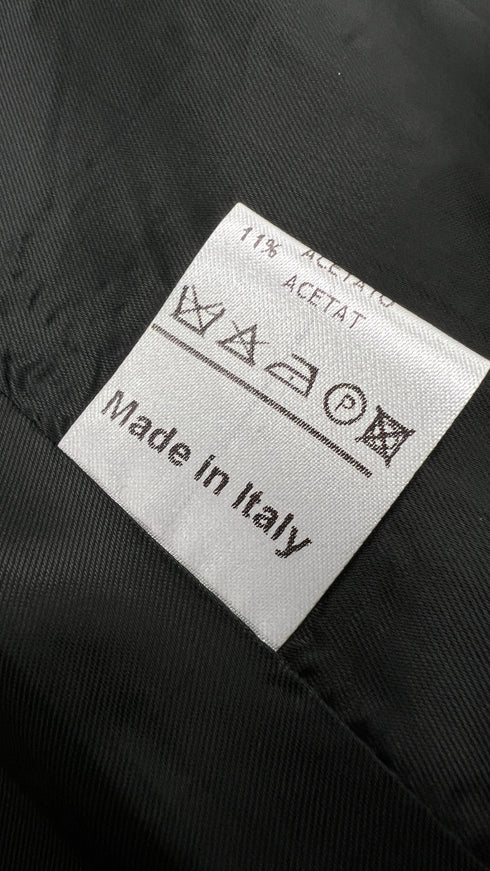 11% ACETATO
ACETAT
P
Made in Italy